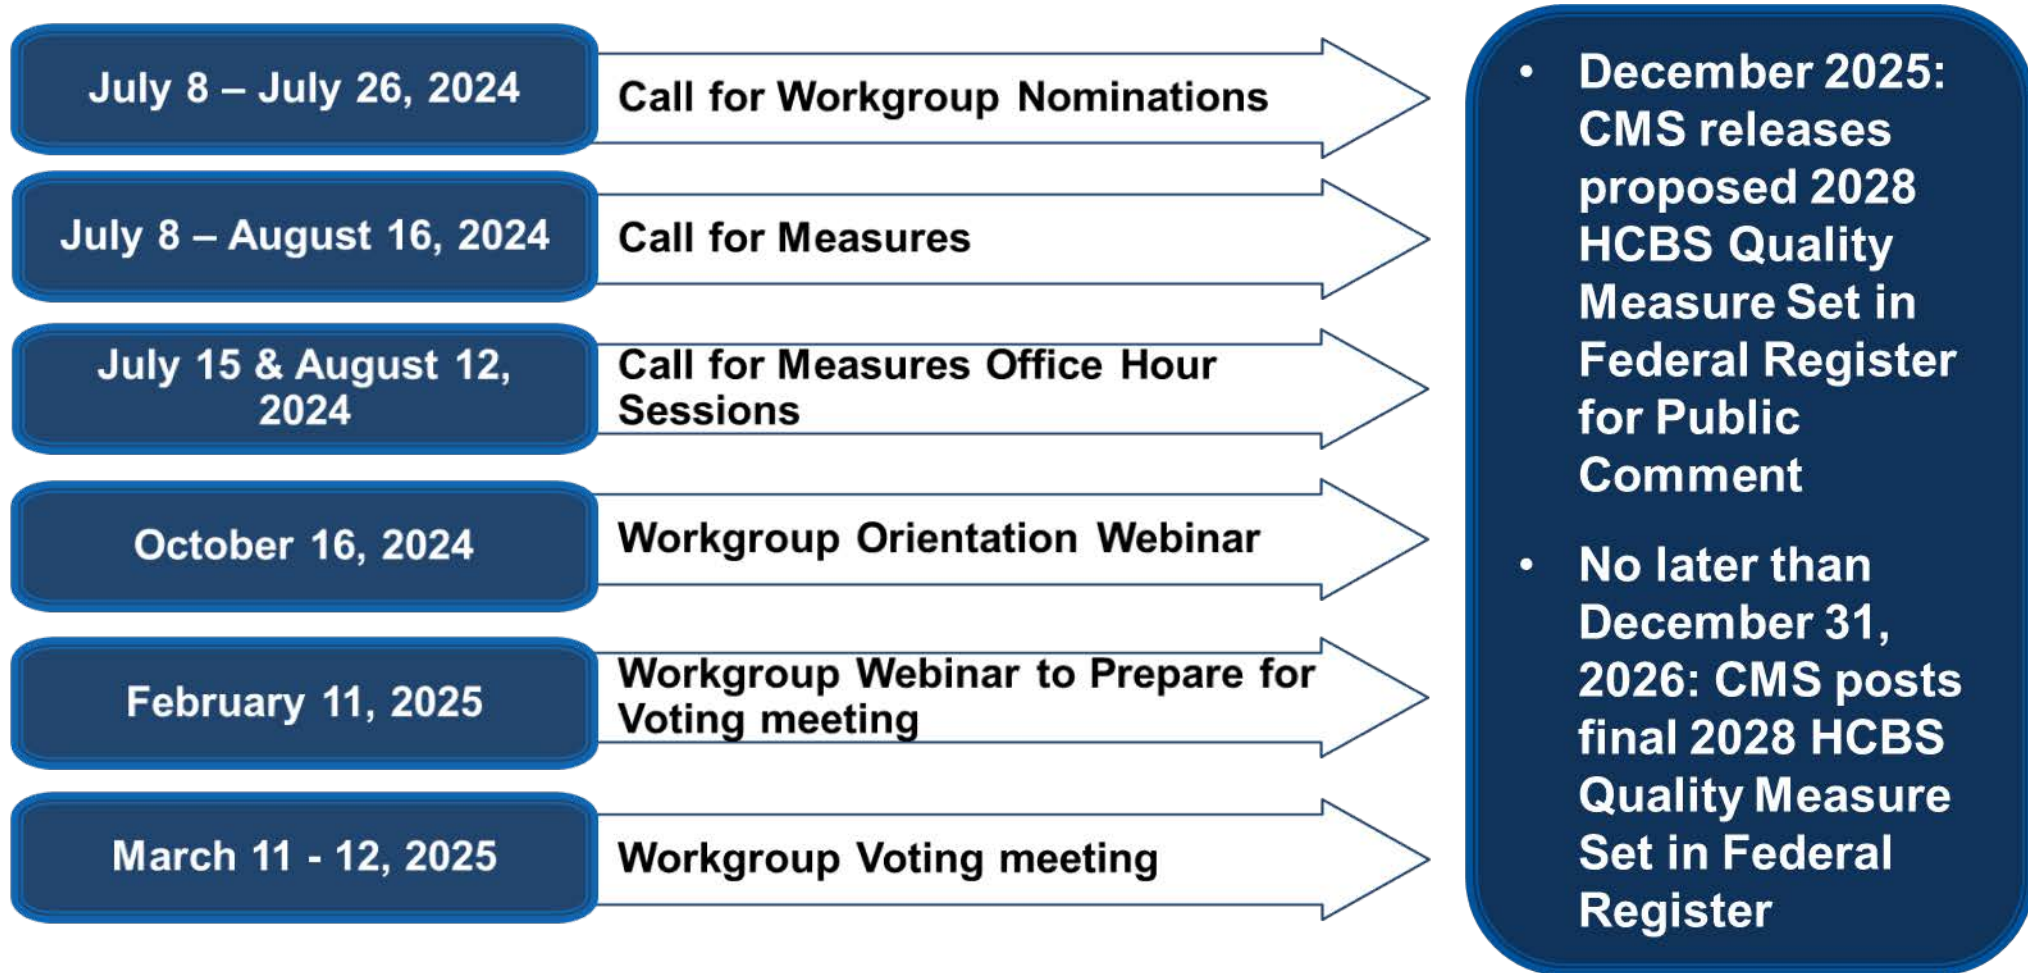 July 8 – July 26, 2024
Call for Workgroup Nominations
July 8 – August 16, 2024
Call for Measures
July 15 & August 12,
2024
Call for Measures Office Hour
Sessions
October 16, 2024
Workgroup Orientation Webinar
February 11, 2025
Workgroup Webinar to Prepare for
Voting meeting
March 11 - 12, 2025
Workgroup Voting meeting
• December 2025:
CMS releases
proposed 2028
HCBS Quality
Measure Set in
Federal Register
for Public
Comment
• No later than
December 31,
2026: CMS posts
final 2028 HCBS
Quality Measure
Set in Federal
Register